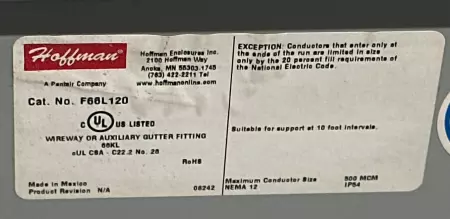 Hoffman
A Pentair Company
Hoffman Enclosures Inc.
2100 Hoffman Way
Anoka, MN 55303-1745
(763) 422-2211 Tel
www.hoffmanonline.com
Cat. No. F66L120
C UL US LISTED
WIREWAY OR AUXILIARY GUTTER FITTING
66KL
cUL CSA - C22.2 No. 26
RoHS
Made in Mexico
Product Revision N/A
08242
EXCEPTION: Conductors that enter only at
the ends of the run are limited in size
only by the 20 percent fill requirements of
the National Electric Code.
Suitable for support at 10 foot intervals.
Maximum Conductor Size 500 MCM
NEMA 12 IP54